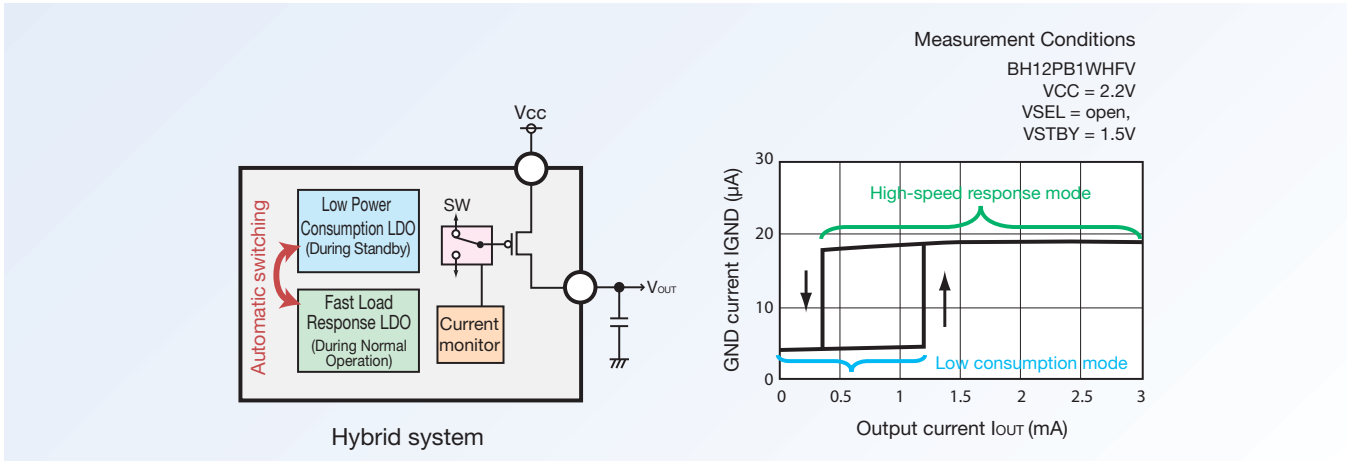 Measurement Conditions
BH12PB1WHFV
VCC = 2.2V
VSEL = open,
VSTBY = 1.5V
Vcc
Automatic switching
Low Power
Consumption LDO
(During Standby)
Fast Load
Response LDO
(During Normal
Operation)
SW
Current
monitor
VOUT
Hybrid system
GND current IGND (μA)
30
20
10
0
High-speed response mode
Low consumption mode
0 0.5 1 1.5 2 2.5 3
Output current IOUT (mA)